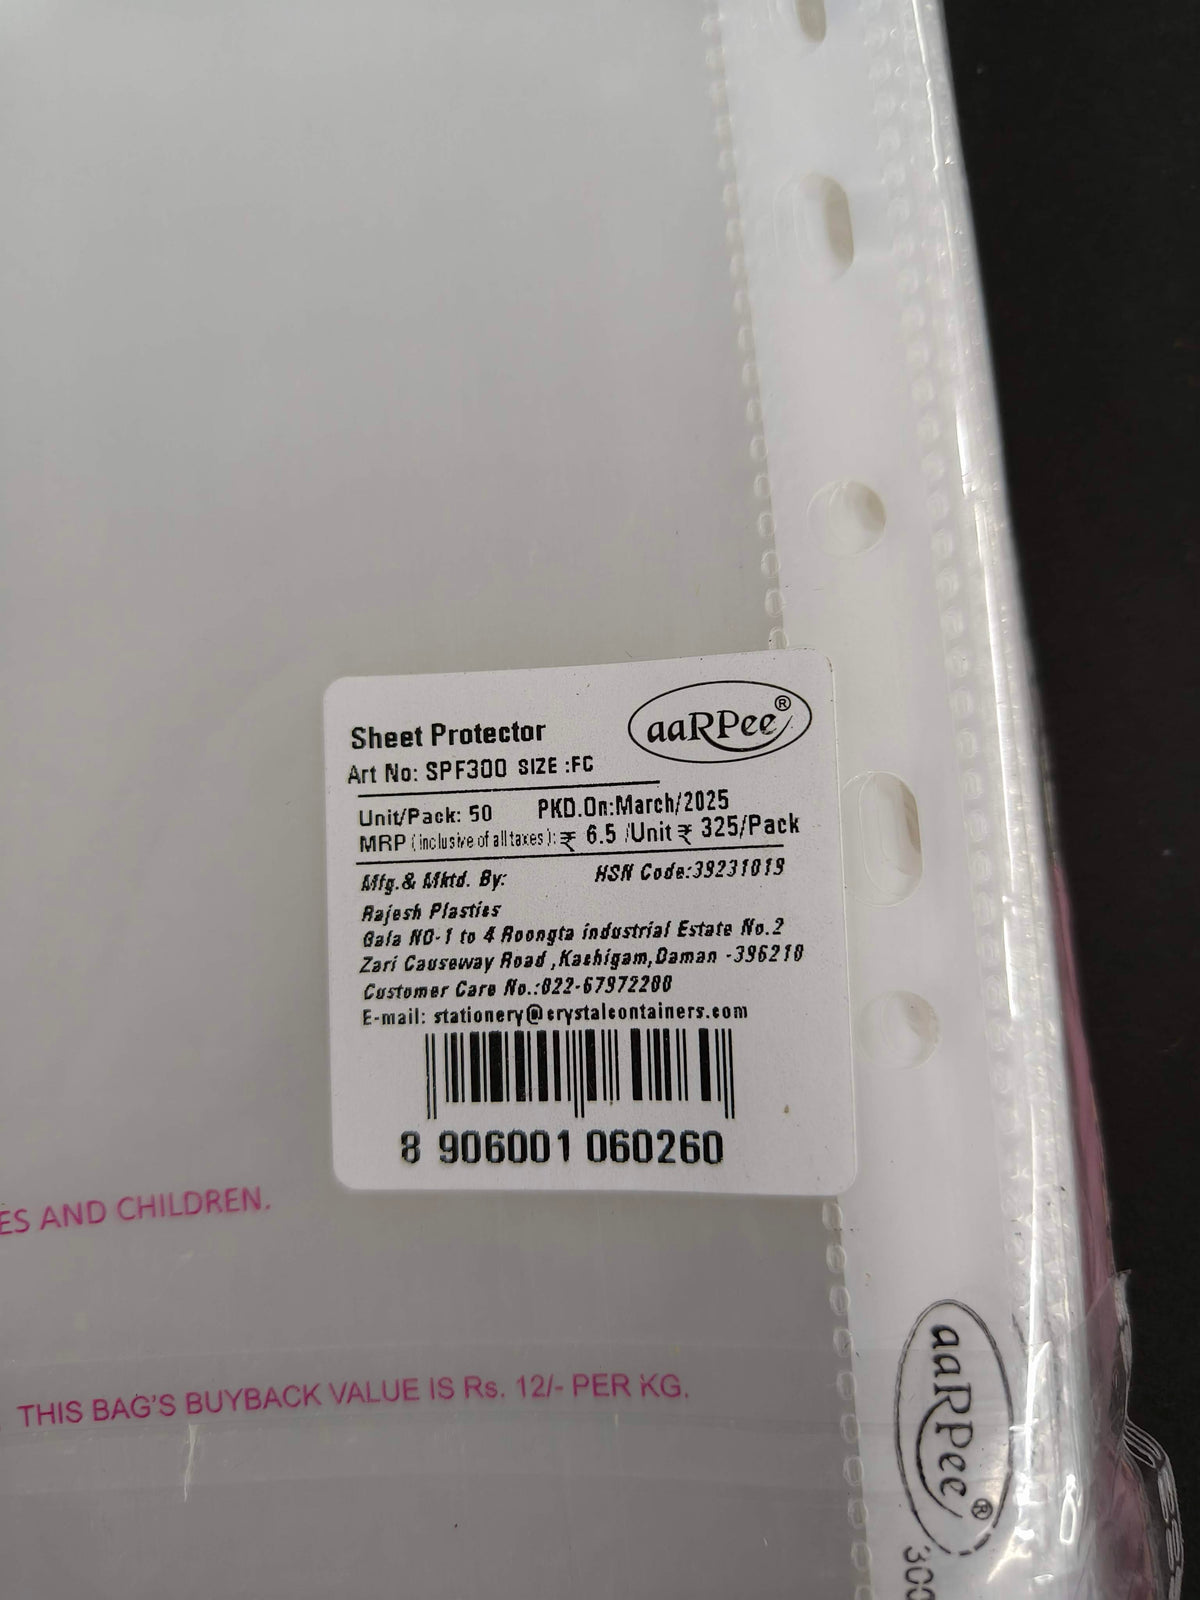 Sheet Protector
aaRPee®
Art No: SPF300 SIZE :FC
Unit/Pack: 50 PKD.On:March/2025
MRP (inclusive of all taxes): ₹ 6.5 /Unit ₹ 325/Pack
Mfg.& Mktd. By: HSN Code:39231019
Rajesh Plastics
Gala NO-1 to 4 Roongta industrial Estate No.2
Zari Causeway Road ,Kachigam,Daman -396210
Customer Care No.:022-67972200
E-mail: stationery@crystalcontainers.com
8 906001 060260
ES AND CHILDREN.
THIS BAG'S BUYBACK VALUE IS Rs. 12/- PER KG.
aaRPee®
300